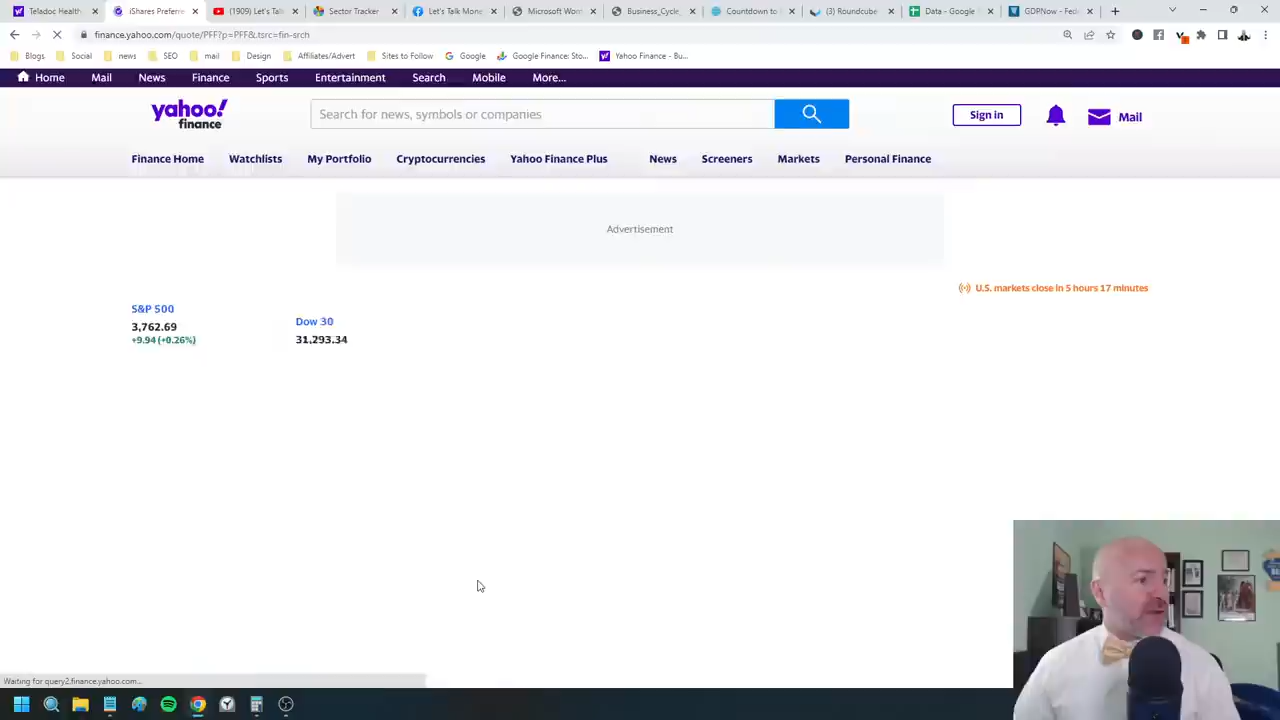 Teladoc Health
iShares Preferre
(1909) Let's Talk
Sector Tracker
Let's Talk Mone
Microsoft Word
Business_Cycle_
Countdown to
(3) Roundcube
Data - Google
GDPNow - Fede
finance.yahoo.com/quote/PFF?p=PFF&.tsrc=fin-srch
Blogs
Social
news
SEO
mail
Design
Affiliates/Advert
Sites to Follow
Google
Google Finance: Sto...
Yahoo Finance - Bu...
Home
Mail
News
Finance
Sports
Entertainment
Search
Mobile
More...
yahoo!
finance
Search for news, symbols or companies
Sign in
Mail
Finance Home
Watchlists
My Portfolio
Cryptocurrencies
Yahoo Finance Plus
News
Screeners
Markets
Personal Finance
Advertisement
U.S. markets close in 5 hours 17 minutes
S&P 500
3,762.69
+9.94 (+0.26%)
Dow 30
31,293.34
Waiting for query2.finance.yahoo.com...